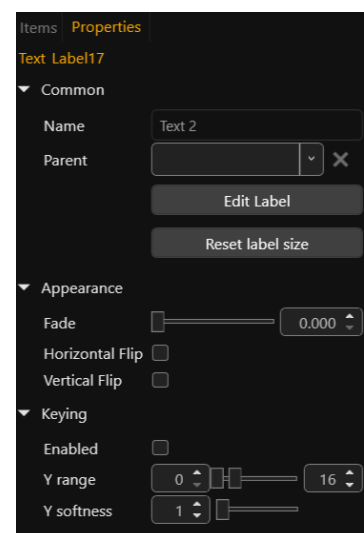 Items Properties
Text Label17
Common
Name Text 2
Parent
Edit Label
Reset label size
Appearance
Fade 0.000
Horizontal Flip
Vertical Flip
Keying
Enabled
Y range 0 16
Y softness 1